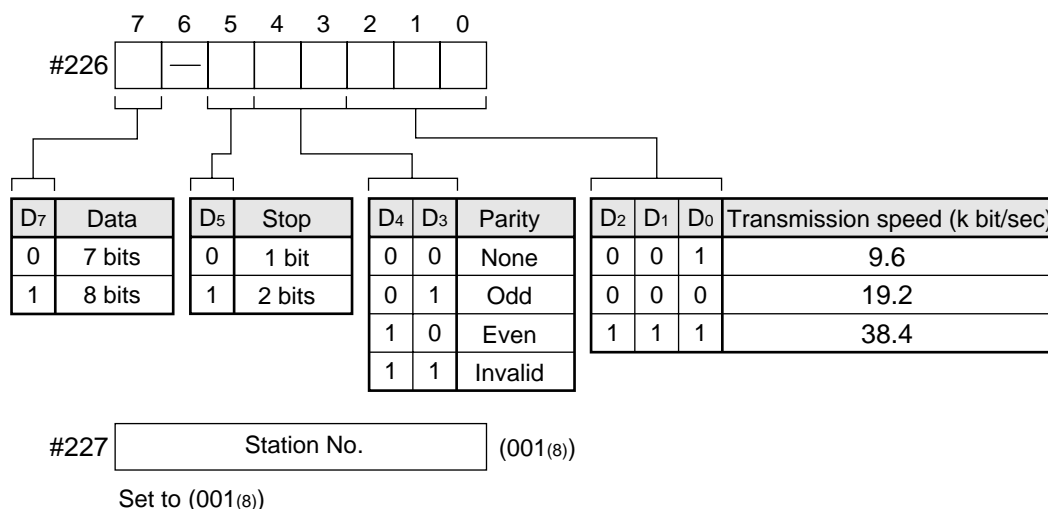 7 6 5 4 3 2 1 0
#226 —
D7 Data
0 7 bits
1 8 bits
D5 Stop
0 1 bit
1 2 bits
D4 D3 Parity
0 0 None
0 1 Odd
1 0 Even
1 1 Invalid
D2 D1 D0 Transmission speed (k bit/sec)
0 0 1 9.6
0 0 0 19.2
1 1 1 38.4
#227 Station No. (001(8))
Set to (001(8))